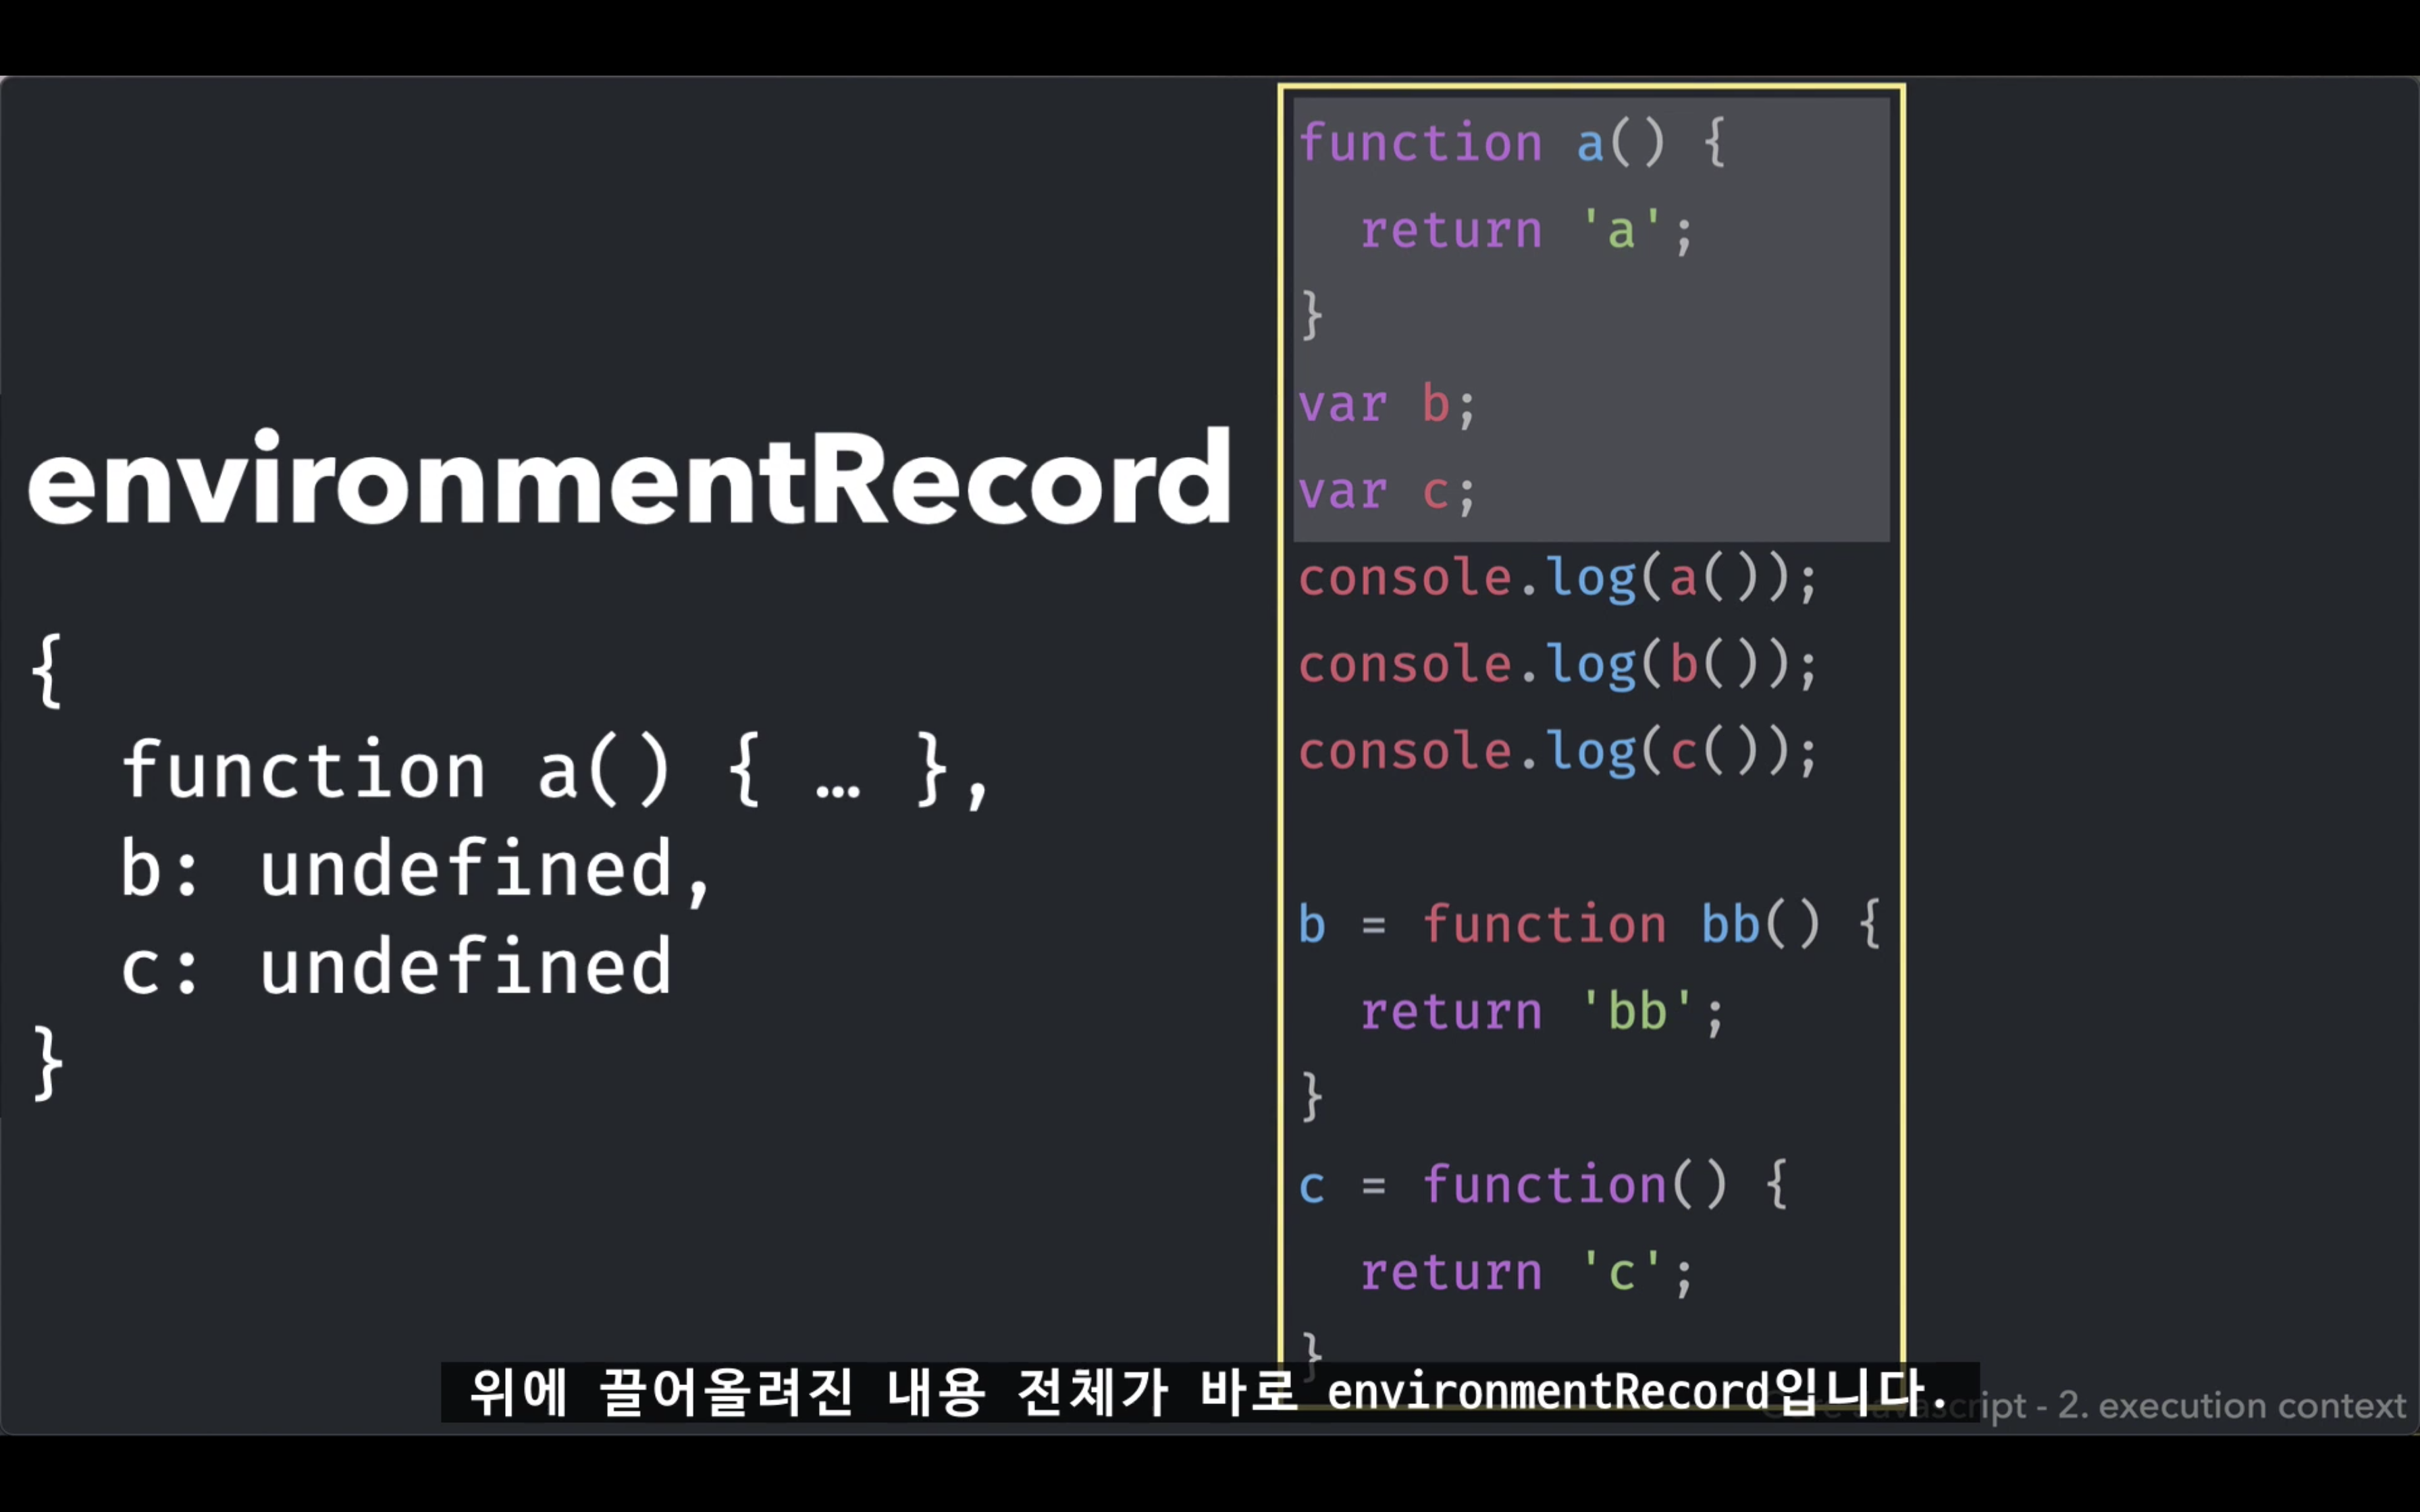 environmentRecord
{
  function a() { … },
  b: undefined,
  c: undefined
}
function a() {
  return 'a';
}
var b;
var c;
console.log(a());
console.log(b());
console.log(c());
b = function bb() {
  return 'bb';
}
c = function() {
  return 'c';
}
위에 끌어올려진 내용 전체가 바로 environmentRecord입니다.
- 2. execution context